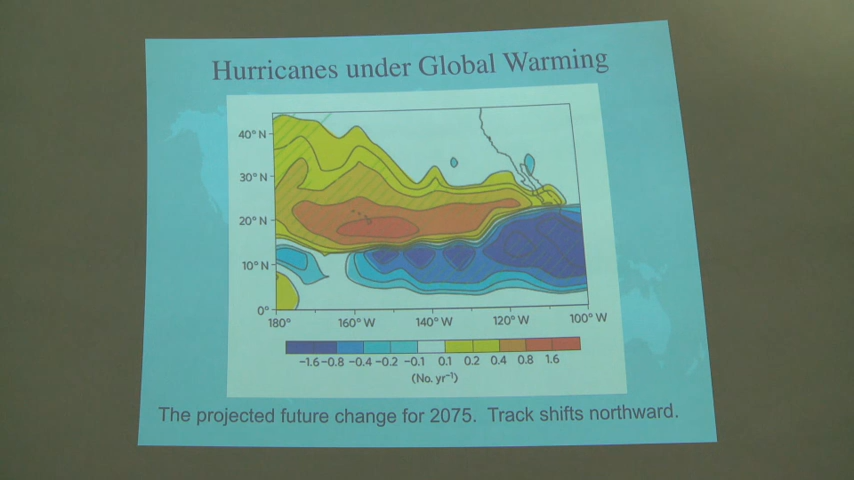 Hurricanes under Global Warming
40° N
30° N
20° N
10° N
0°
180° 160° W 140° W 120° W 100° W
−1.6 −0.8 −0.4 −0.2 −0.1 0.1 0.2 0.4 0.8 1.6
(No. yr⁻¹)
The projected future change for 2075. Track shifts northward.